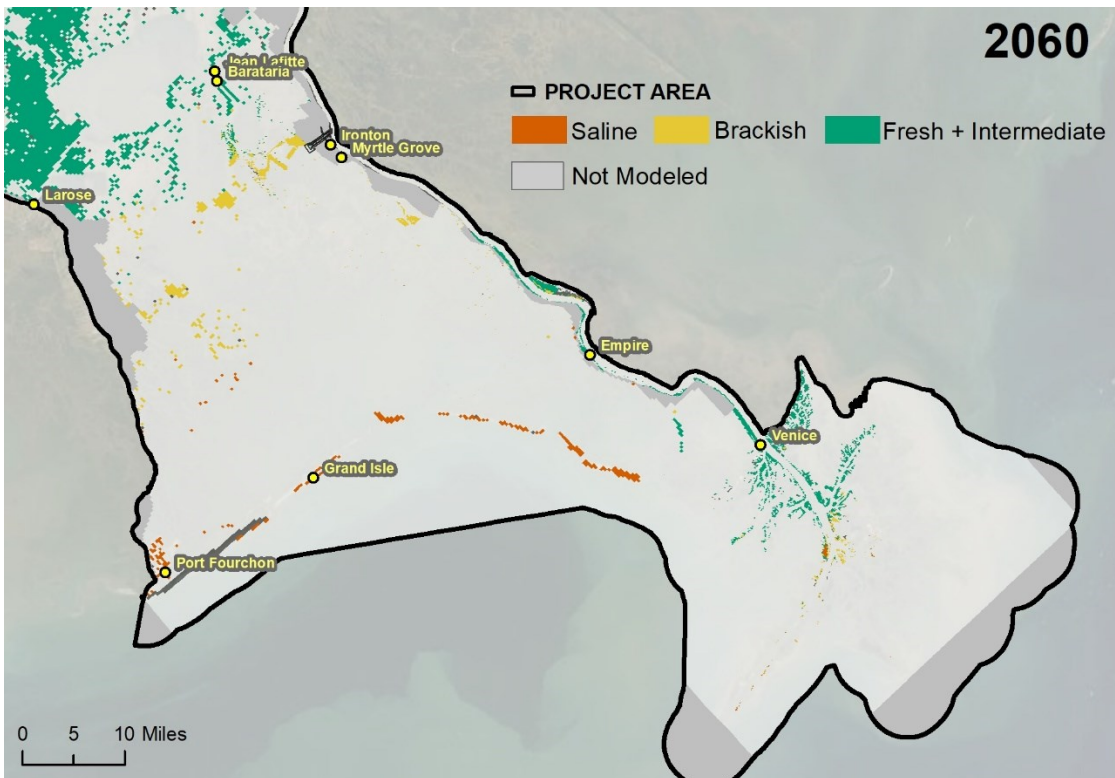 2060
PROJECT AREA
Saline Brackish Fresh + Intermediate
Not Modeled
Jean Lafitte
Barataria
Ironton
Myrtle Grove
Larose
Empire
Venice
Grand Isle
Port Fourchon
0 5 10 Miles